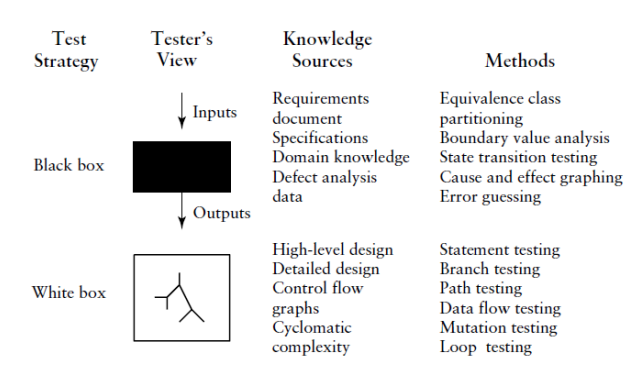 Test Strategy
Tester's View
Knowledge Sources
Methods
Black box
Inputs
Outputs
Requirements
document
Specifications
Domain knowledge
Defect analysis
data
Equivalence class
partitioning
Boundary value analysis
State transition testing
Cause and effect graphing
Error guessing
White box
High-level design
Detailed design
Control flow
graphs
Cyclomatic
complexity
Statement testing
Branch testing
Path testing
Data flow testing
Mutation testing
Loop testing